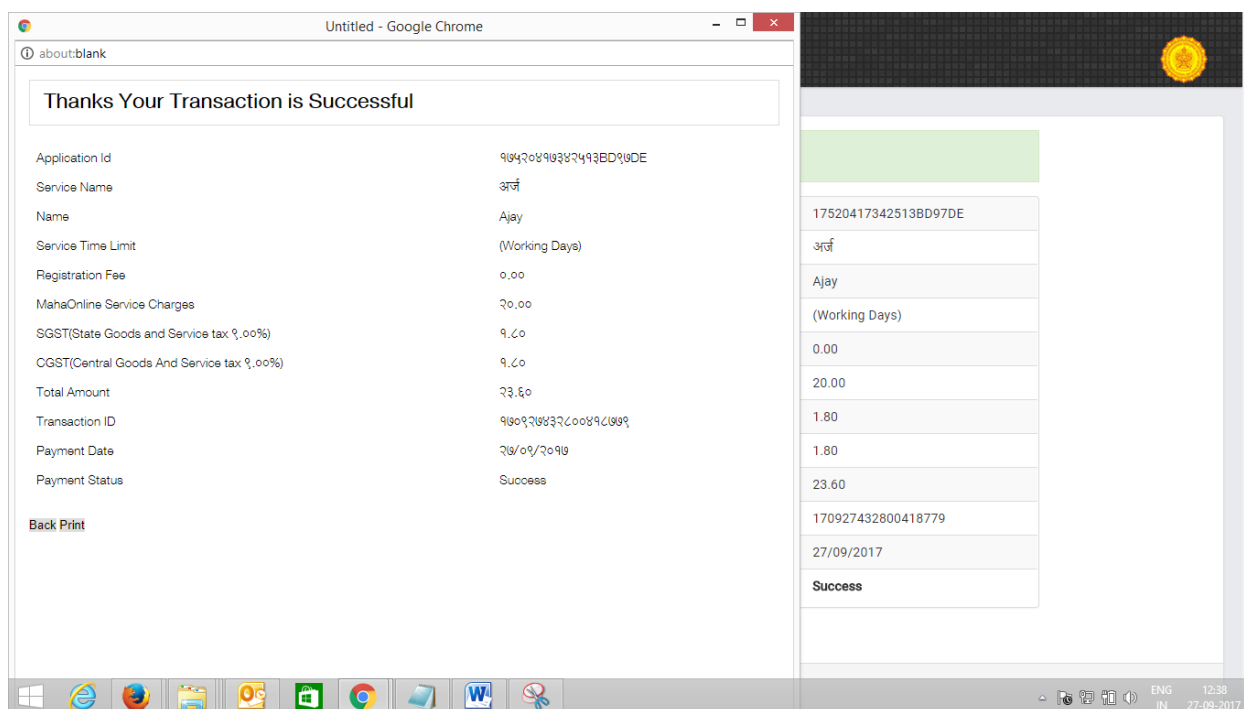 Untitled - Google Chrome
about:blank
Thanks Your Transaction is Successful
Application Id १७५२०४१७३४२५१३BD९७DE
Service Name अर्ज
Name Ajay
Service Time Limit (Working Days)
Registration Fee ०.००
MahaOnline Service Charges २०.००
SGST(State Goods and Service tax ९.००%) १.८०
CGST(Central Goods And Service tax ९.००%) १.८०
Total Amount २३.६०
Transaction ID १७०९२७४३२८००४१८७७९
Payment Date २७/०९/२०१७
Payment Status Success
Back Print
17520417342513BD97DE
अर्ज
Ajay
(Working Days)
0.00
20.00
1.80
1.80
23.60
170927432800418779
27/09/2017
Success
ENG 12:38
IN 27-09-2017